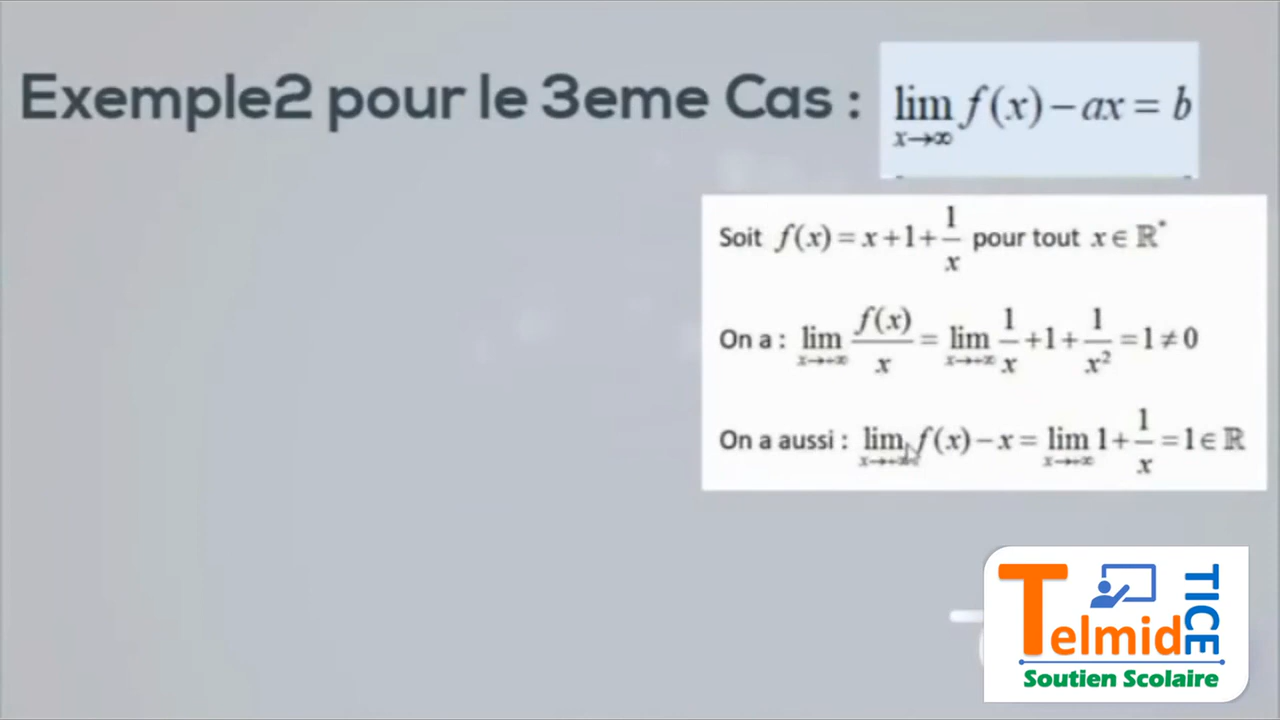 Exemple2 pour le 3eme Cas : lim x→∞ f(x) − ax = b
Soit f(x) = x+1+1/x pour tout x ∈ ℝ*
On a : lim x→+∞ f(x)/x = lim x→+∞ 1/x +1+ 1/x² = 1 ≠ 0
On a aussi : lim x→+∞ f(x) − x = lim x→+∞ 1+ 1/x = 1 ∈ ℝ
Telmid TICE
Soutien Scolaire